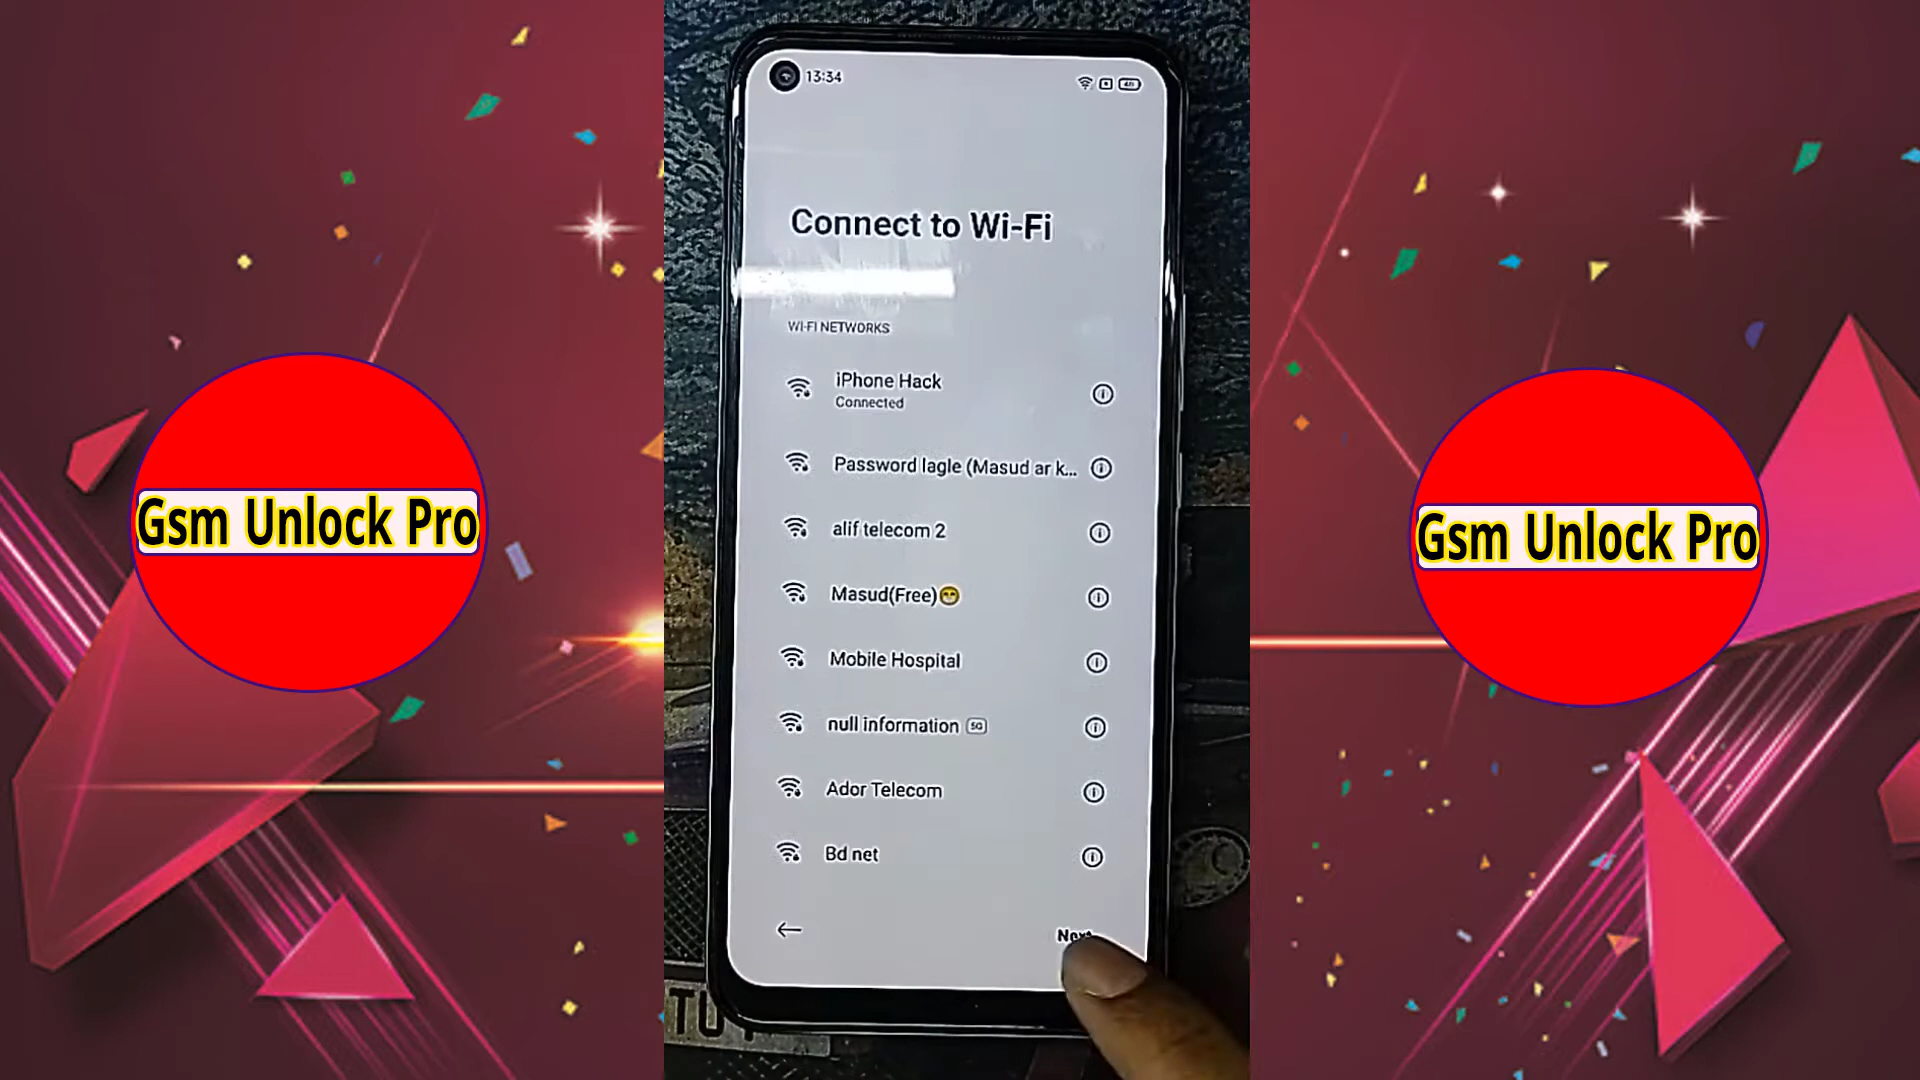 13:34
Connect to Wi-Fi
WI-FI NETWORKS
iPhone Hack
Connected
Password lagle (Masud ar k...
alif telecom 2
Masud(Free)😁
Mobile Hospital
null information 5G
Ador Telecom
Bd net
Gsm Unlock Pro
Gsm Unlock Pro